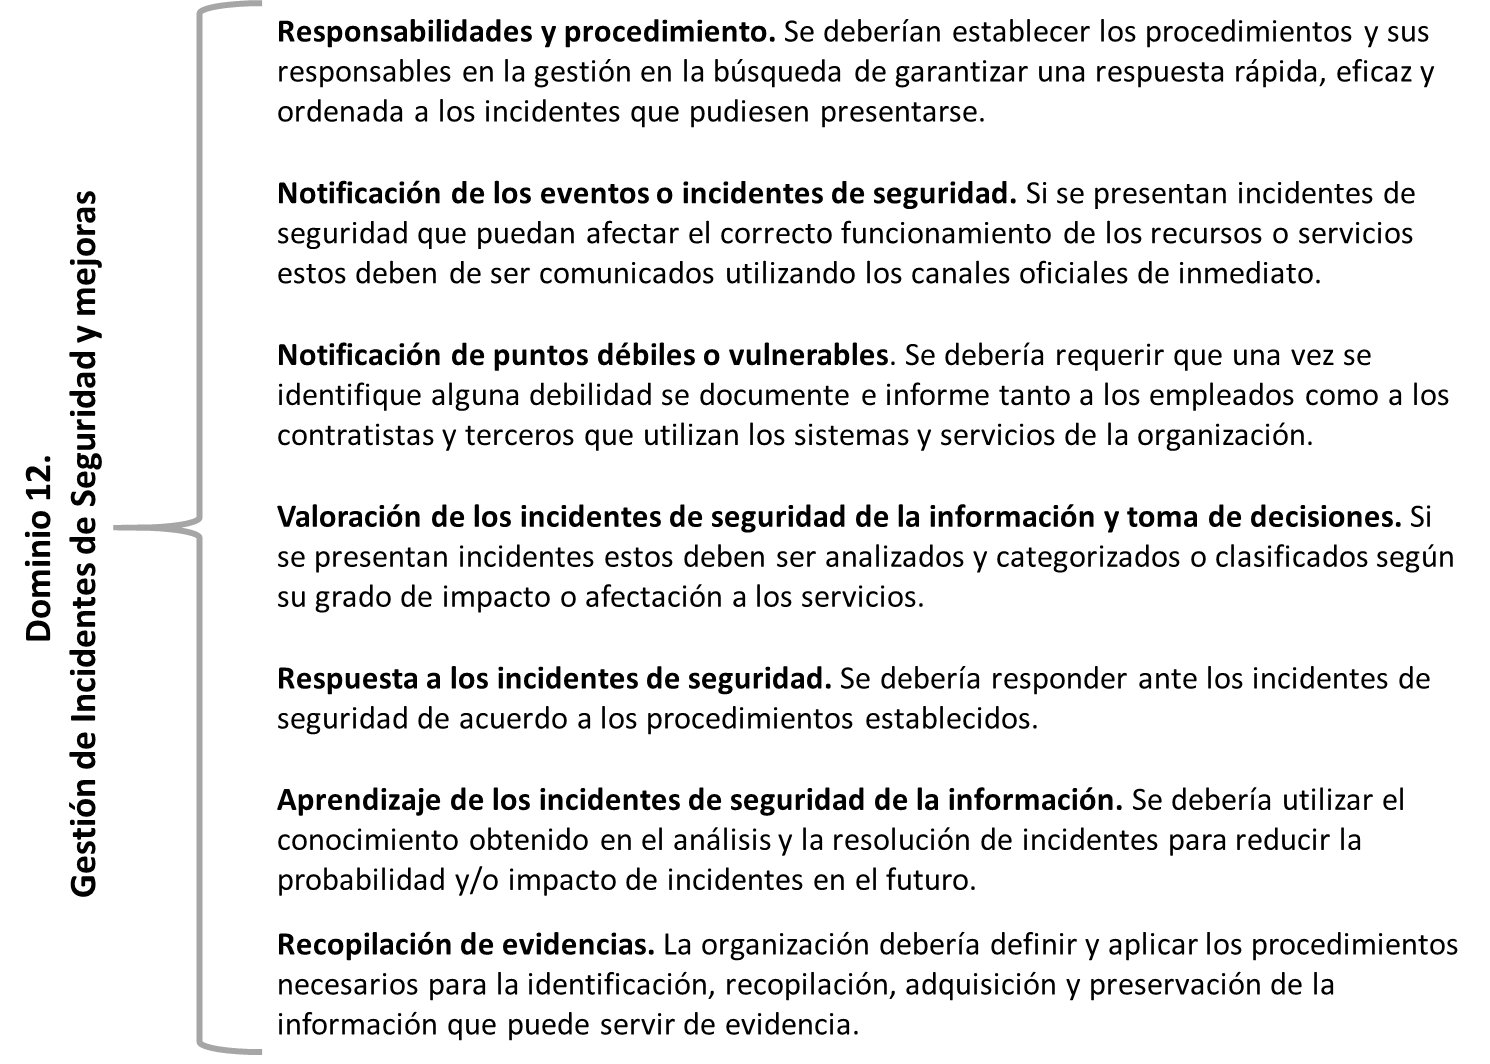 Dominio 12.
Gestión de Incidentes de Seguridad y mejoras
Responsabilidades y procedimiento. Se deberían establecer los procedimientos y sus
responsables en la gestión en la búsqueda de garantizar una respuesta rápida, eficaz y
ordenada a los incidentes que pudiesen presentarse.
Notificación de los eventos o incidentes de seguridad. Si se presentan incidentes de
seguridad que puedan afectar el correcto funcionamiento de los recursos o servicios
estos deben de ser comunicados utilizando los canales oficiales de inmediato.
Notificación de puntos débiles o vulnerables. Se debería requerir que una vez se
identifique alguna debilidad se documente e informe tanto a los empleados como a los
contratistas y terceros que utilizan los sistemas y servicios de la organización.
Valoración de los incidentes de seguridad de la información y toma de decisiones. Si
se presentan incidentes estos deben ser analizados y categorizados o clasificados según
su grado de impacto o afectación a los servicios.
Respuesta a los incidentes de seguridad. Se debería responder ante los incidentes de
seguridad de acuerdo a los procedimientos establecidos.
Aprendizaje de los incidentes de seguridad de la información. Se debería utilizar el
conocimiento obtenido en el análisis y la resolución de incidentes para reducir la
probabilidad y/o impacto de incidentes en el futuro.
Recopilación de evidencias. La organización debería definir y aplicar los procedimientos
necesarios para la identificación, recopilación, adquisición y preservación de la
información que puede servir de evidencia.